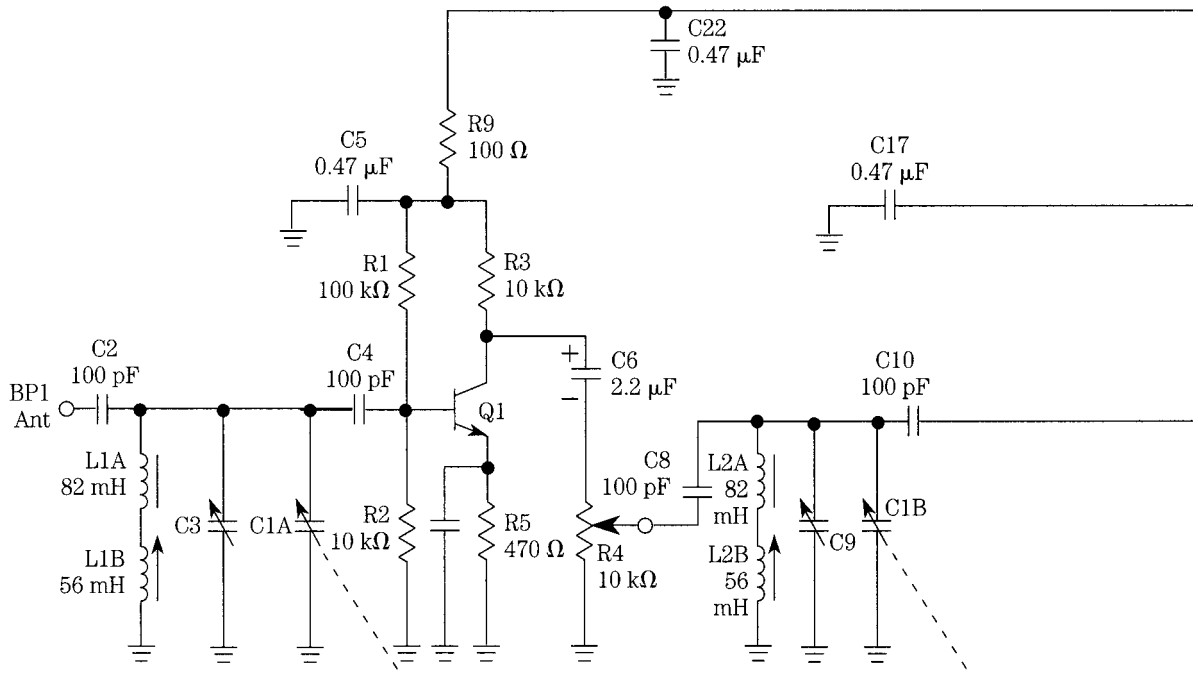 C22
0.47 μF
R9
100 Ω
C5
0.47 μF
C17
0.47 μF
R1
100 kΩ
R3
10 kΩ
C2
100 pF
C4
100 pF
+
−
C6
2.2 μF
C10
100 pF
BP1
Ant
Q1
L1A
82 mH
C3
C1A
R2
10 kΩ
R5
470 Ω
C8
100 pF
R4
10 kΩ
L2A
82
mH
C1B
C9
L1B
56 mH
L2B
56
mH